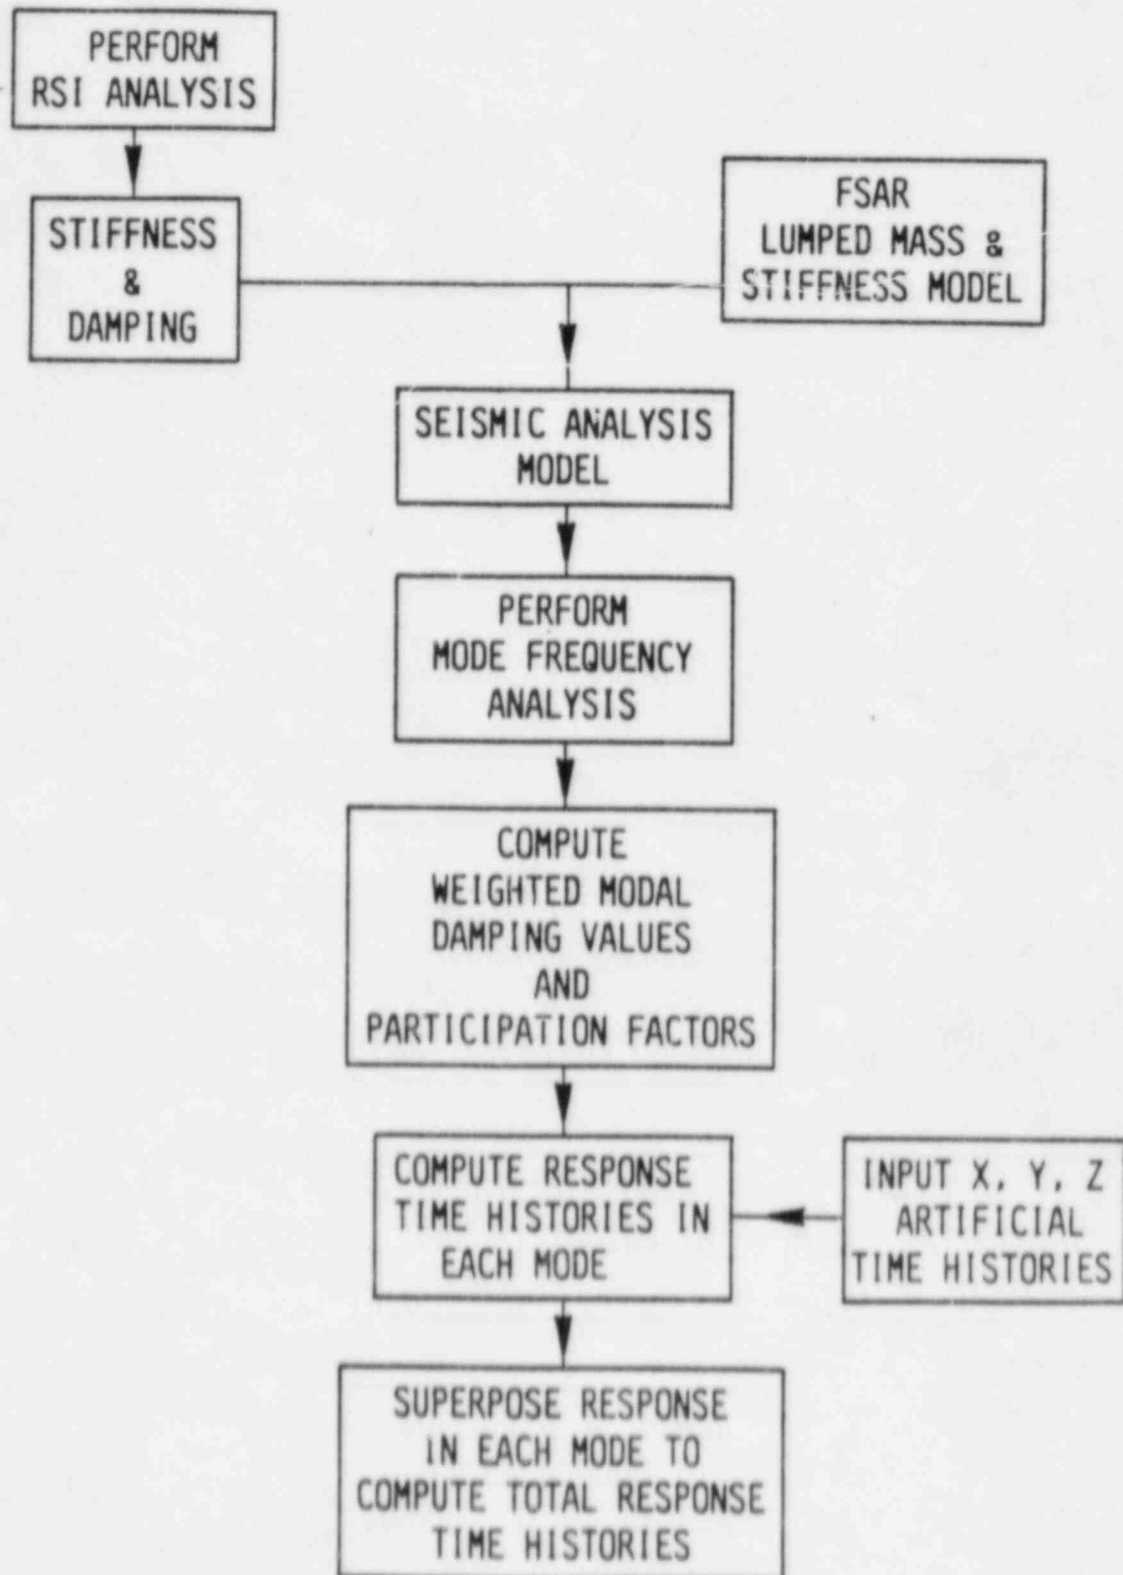 PERFORM
RSI ANALYSIS
STIFFNESS
&
DAMPING
FSAR
LUMPED MASS &
STIFFNESS MODEL
SEISMIC ANALYSIS
MODEL
PERFORM
MODE FREQUENCY
ANALYSIS
COMPUTE
WEIGHTED MODAL
DAMPING VALUES
AND
PARTICIPATION FACTORS
COMPUTE RESPONSE
TIME HISTORIES IN
EACH MODE
INPUT X, Y, Z
ARTIFICIAL
TIME HISTORIES
SUPERPOSE RESPONSE
IN EACH MODE TO
COMPUTE TOTAL RESPONSE
TIME HISTORIES